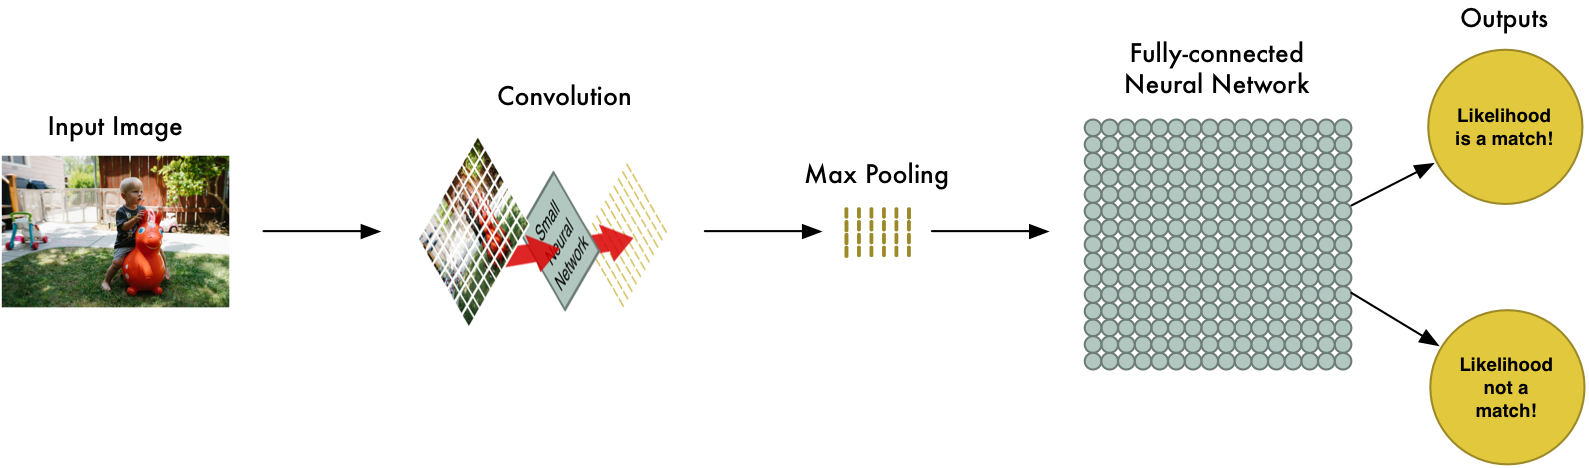 Input Image
Convolution
Small
Neural
Network
Max Pooling
Fully-connected
Neural Network
Outputs
Likelihood
is a match!
Likelihood
not a
match!